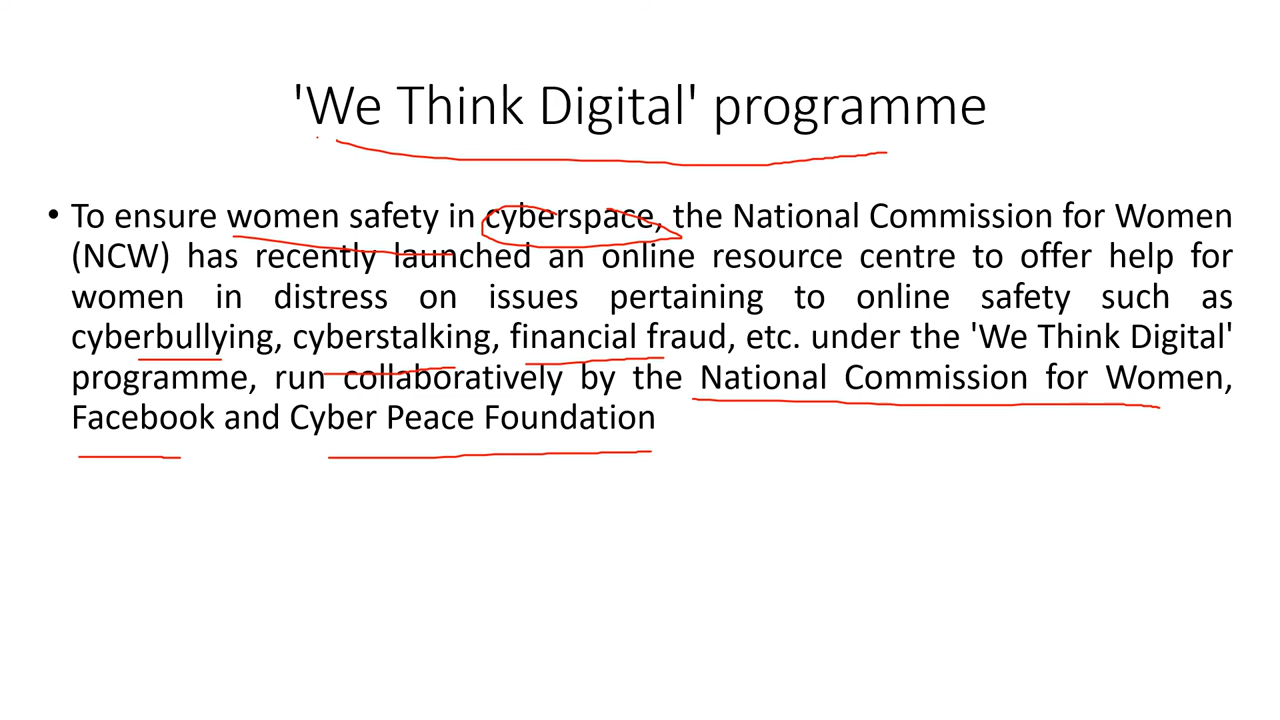 'We Think Digital' programme
• To ensure women safety in cyberspace, the National Commission for Women
(NCW) has recently launched an online resource centre to offer help for
women in distress on issues pertaining to online safety such as
cyberbullying, cyberstalking, financial fraud, etc. under the 'We Think Digital'
programme, run collaboratively by the National Commission for Women,
Facebook and Cyber Peace Foundation